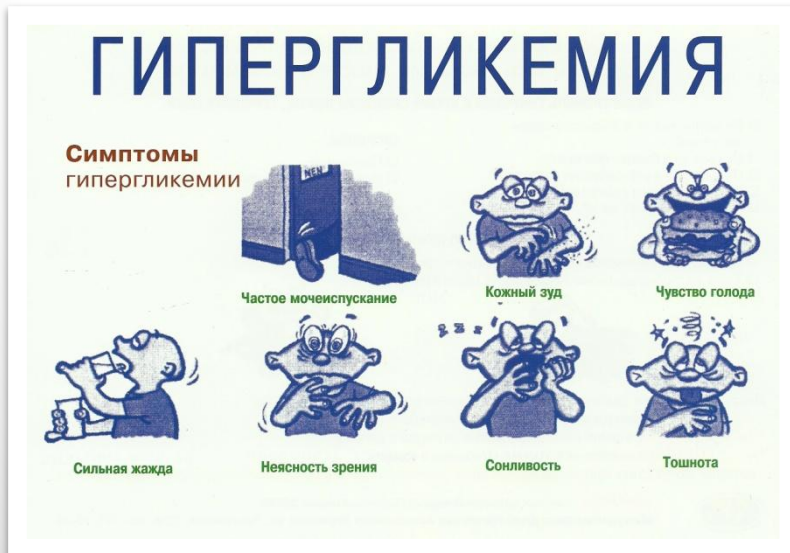 ГИПЕРГЛИКЕМИЯ
Симптомы
гипергликемии
MEN
Частое мочеиспускание
Кожный зуд
Чувство голода
z z z
Сильная жажда
Неясность зрения
Сонливость
Тошнота